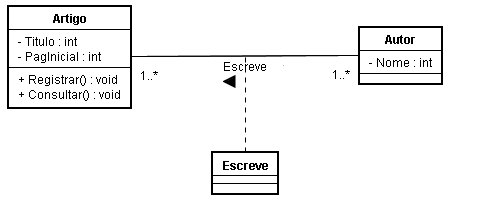 Artigo
- Titulo : int
- PagInicial : int
+ Registrar() : void
+ Consultar() : void
1..*
Escreve
1..*
Autor
- Nome : int
Escreve